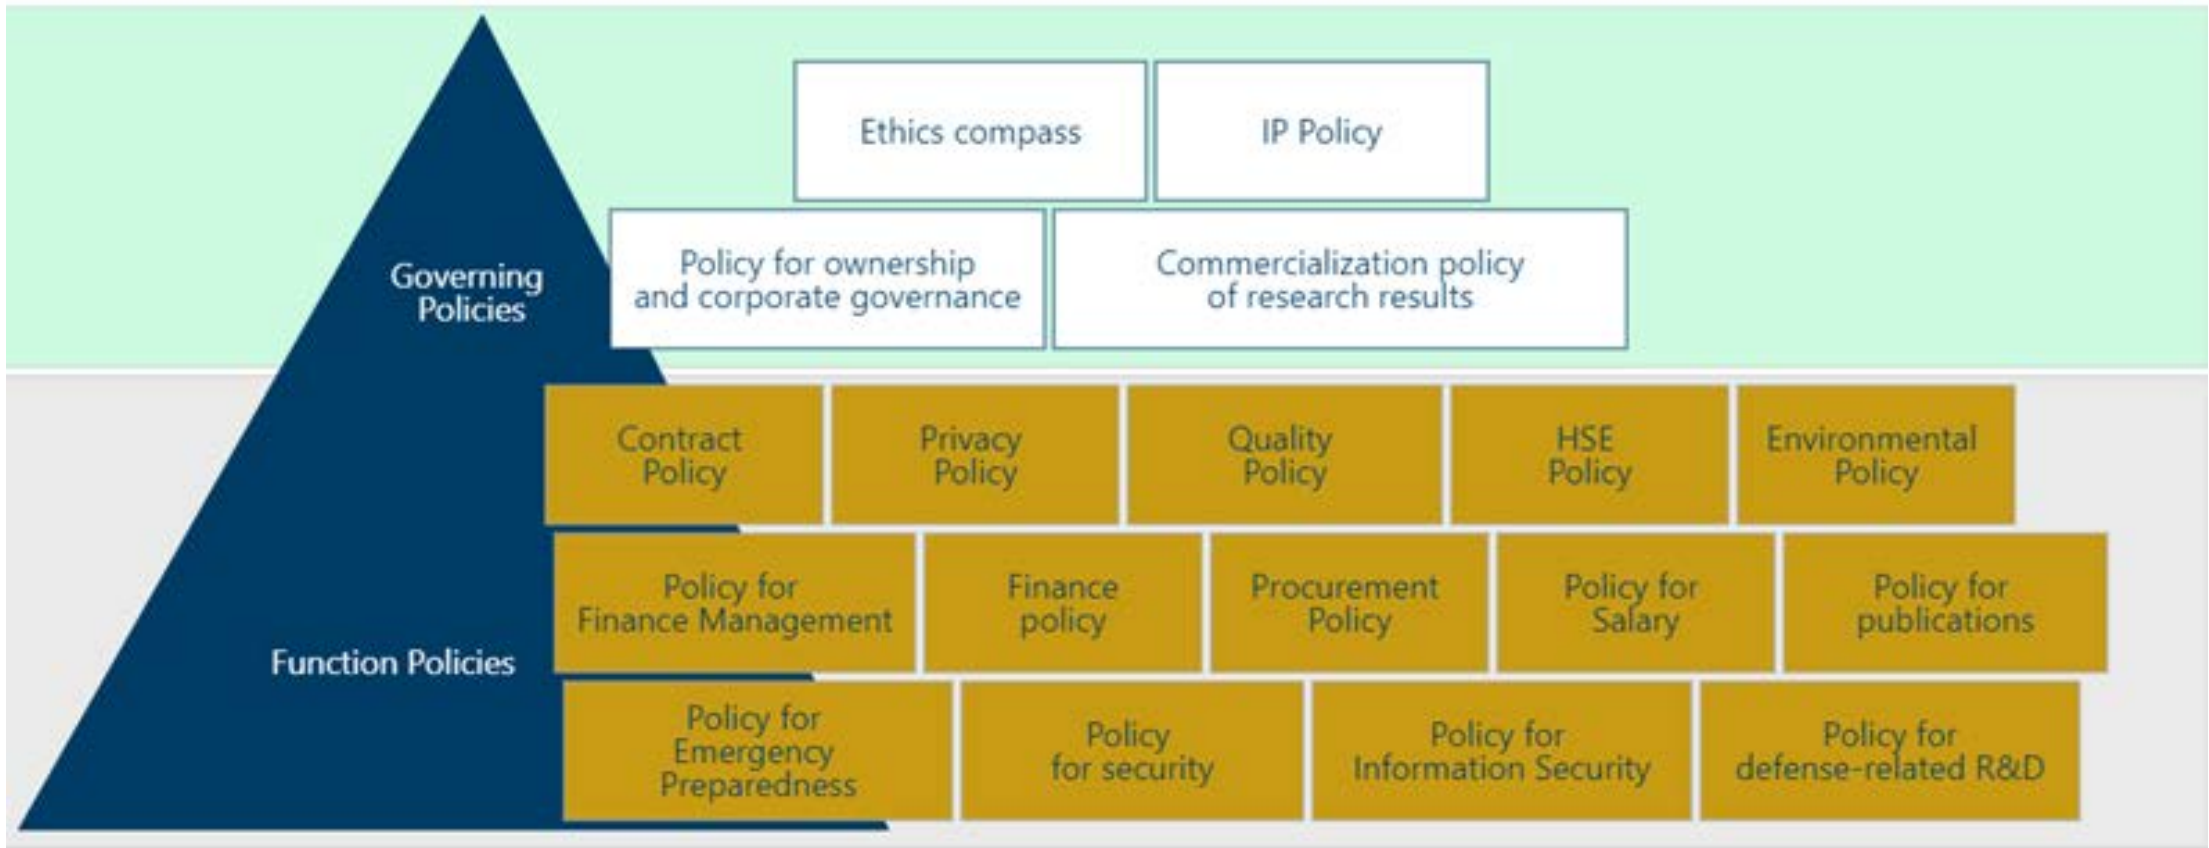 Ethics compass
IP Policy
Governing
Policies
Policy for ownership
and corporate governance
Commercialization policy
of research results
Contract
Policy
Privacy
Policy
Quality
Policy
HSE
Policy
Environmental
Policy
Function Policies
Policy for
Finance Management
Finance
policy
Procurement
Policy
Policy for
Salary
Policy for
publications
Policy for
Emergency
Preparedness
Policy
for security
Policy for
Information Security
Policy for
defense-related R&D